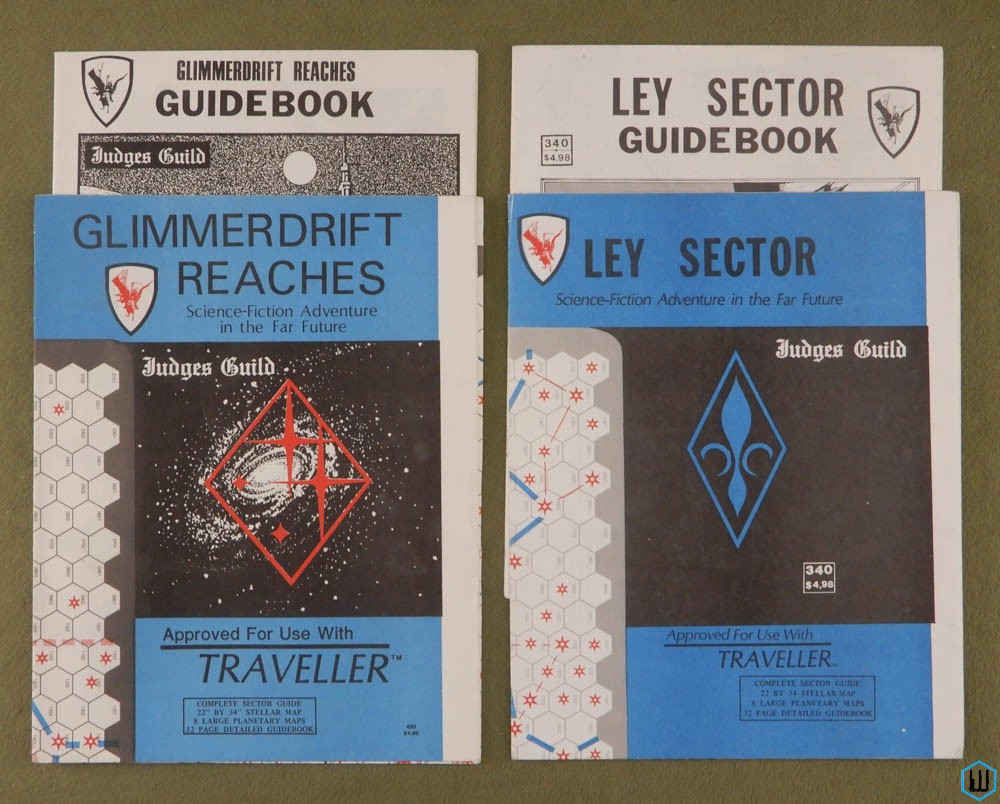 GLIMMERDRIFT REACHES
GUIDEBOOK
Judges Guild
LEY SECTOR
GUIDEBOOK
340
$4.98
GLIMMERDRIFT
REACHES
Science-Fiction Adventure
in the Far Future
Judges Guild
Approved For Use With
TRAVELLER™
COMPLETE SECTOR GUIDE
22" BY 34" STELLAR MAP
8 LARGE PLANETARY MAPS
32 PAGE DETAILED GUIDEBOOK
$4.98
LEY SECTOR
Science-Fiction Adventure in the Far Future
Judges Guild
340
$4.98
Approved For Use With
TRAVELLER™
COMPLETE SECTOR GUIDE
22 BY 34 STELLAR MAP
8 LARGE PLANETARY MAPS
32 PAGE DETAILED GUIDEBOOK